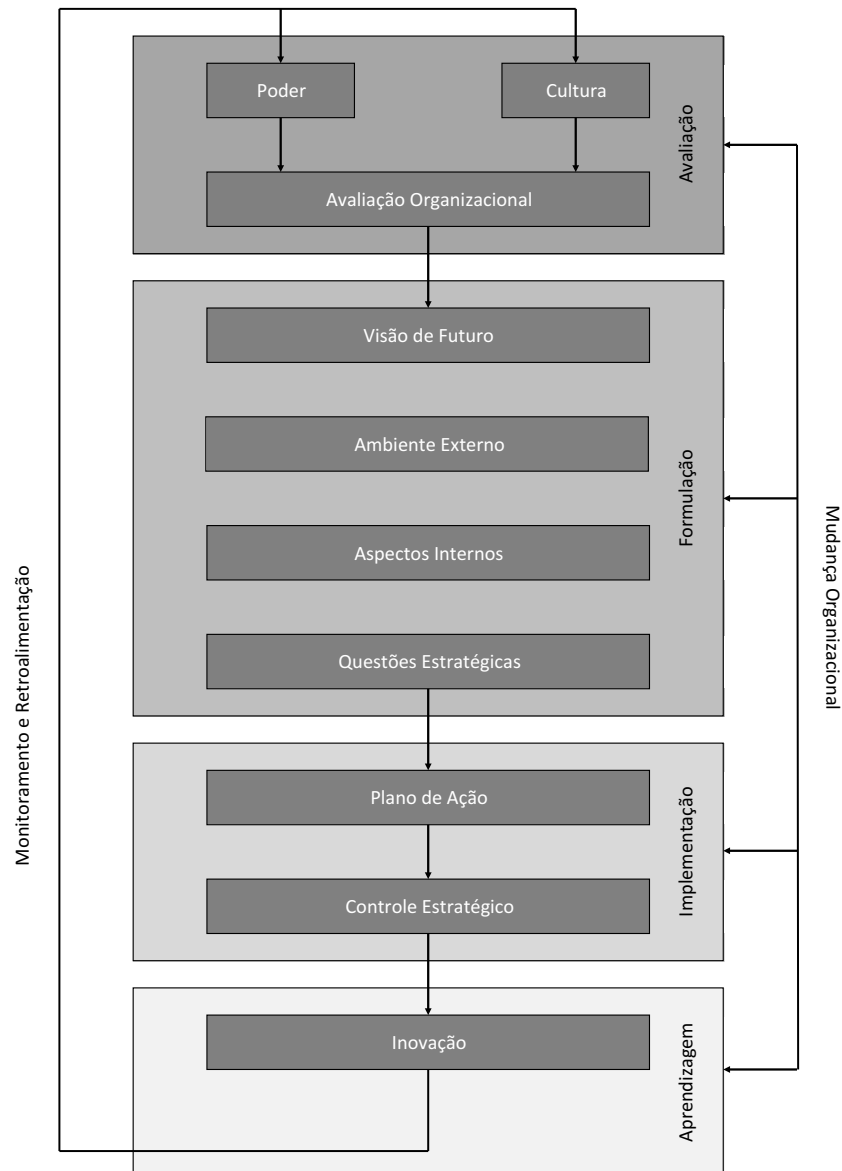 Poder
Cultura
Avaliação Organizacional
Avaliação
Visão de Futuro
Ambiente Externo
Aspectos Internos
Questões Estratégicas
Formulação
Plano de Ação
Controle Estratégico
Implementação
Inovação
Aprendizagem
Monitoramento e Retroalimentação
Mudança Organizacional